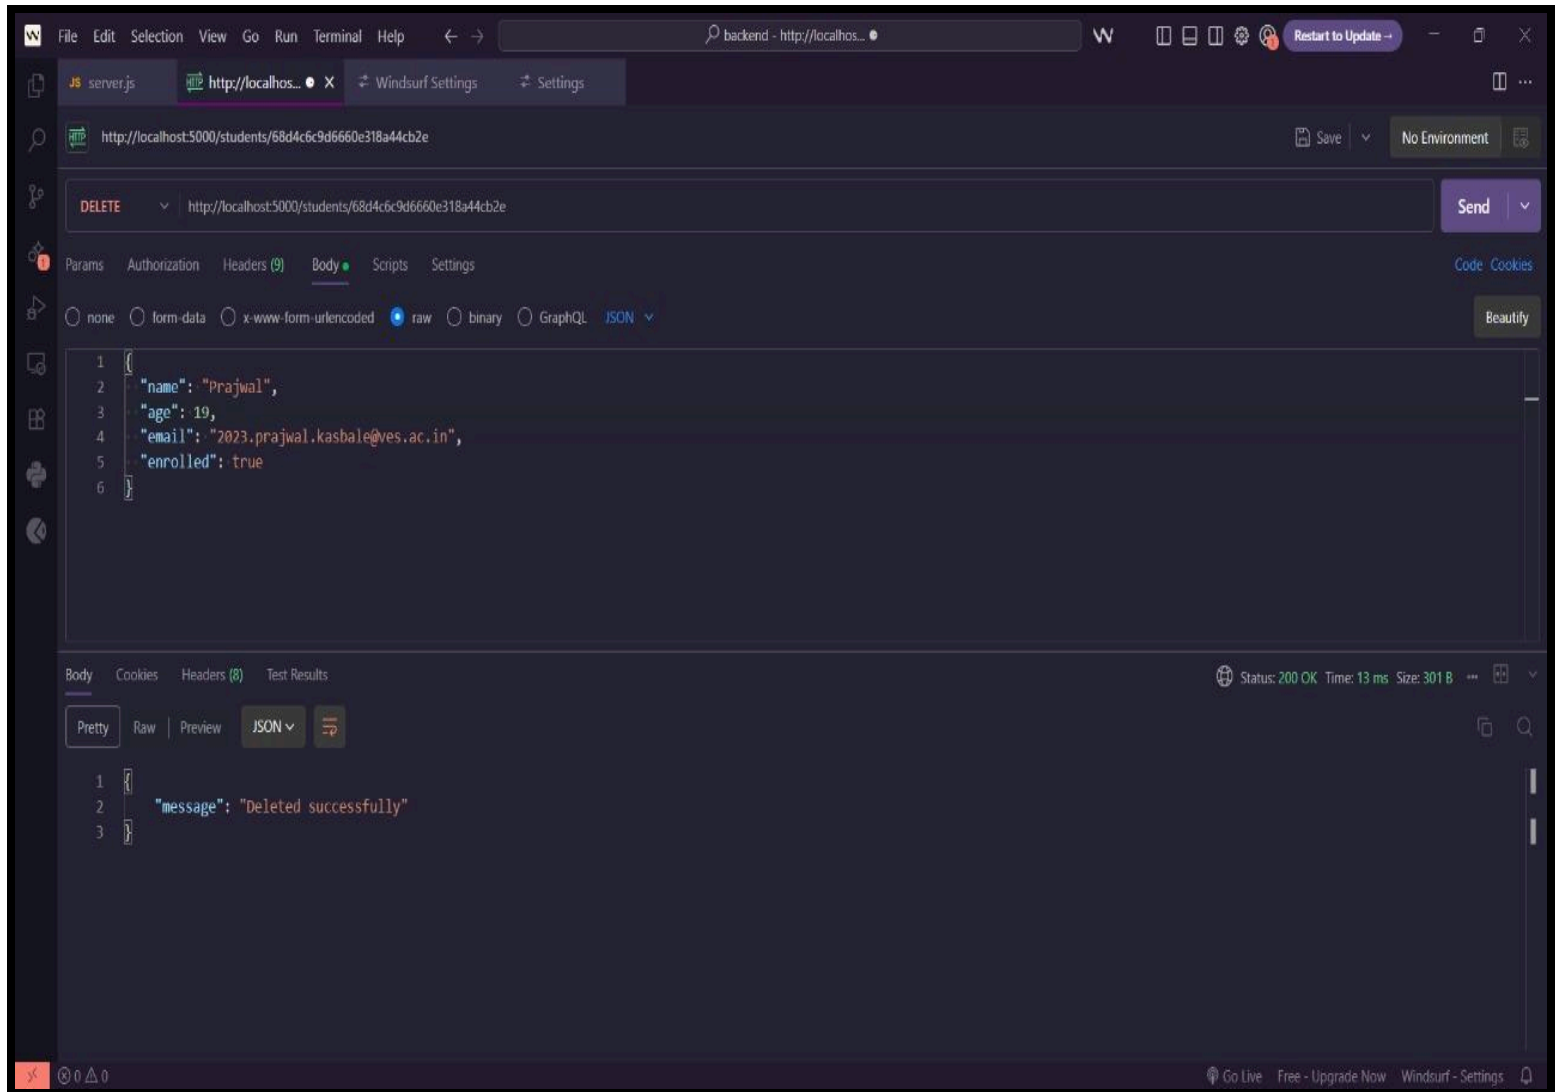 File Edit Selection View Go Run Terminal Help backend - http://localhos... Restart to Update
JS server.js HTTP http://localhos... Windsurf Settings Settings
HTTP http://localhost:5000/students/68d4c6c9d6660e318a44cb2e Save No Environment
DELETE http://localhost:5000/students/68d4c6c9d6660e318a44cb2e Send
Params Authorization Headers (9) Body Scripts Settings Code Cookies
none form-data x-www-form-urlencoded raw binary GraphQL JSON Beautify
1 {
2 "name": "Prajwal",
3 "age": 19,
4 "email": "2023.prajwal.kasbale@ves.ac.in",
5 "enrolled": true
6 }
Body Cookies Headers (8) Test Results Status: 200 OK Time: 13 ms Size: 301 B
Pretty Raw Preview JSON
1 {
2 "message": "Deleted successfully"
3 }
0 0 Go Live Free - Upgrade Now Windsurf - Settings